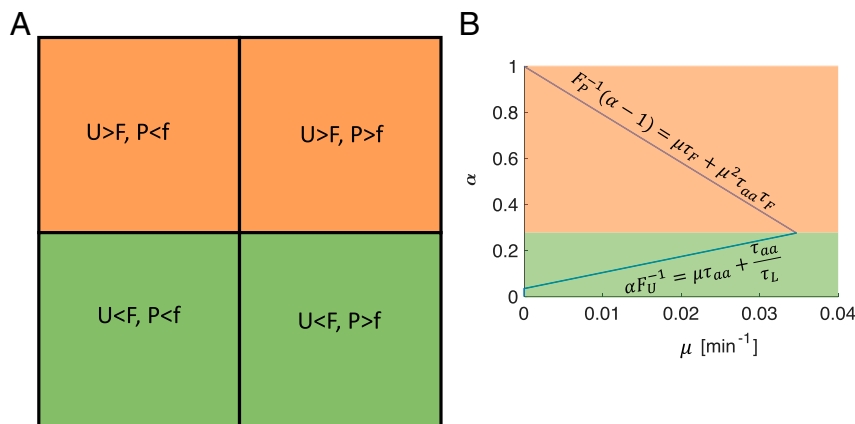 A
U>F, P<f
U>F, P>f
U<F, P<f
U<F, P>f
B
1
0.8
0.6
0.4
0.2
0
α
F_P^{-1}(α − 1) = μτ_F + μ²τ_{aa}τ_F
αF_U^{-1} = μτ_{aa} + τ_{aa}/τ_L
0 0.01 0.02 0.03 0.04
μ [min⁻¹]